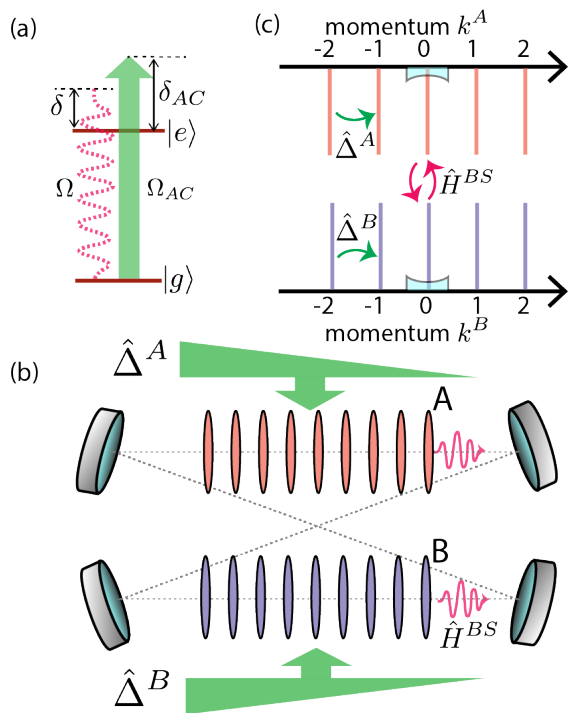 (a)
δ
δ_AC
|e⟩
Ω
Ω_AC
|g⟩
(c)
momentum k^A
-2 -1 0 1 2
Δ̂^A
Ĥ^BS
Δ̂^B
-2 -1 0 1 2
momentum k^B
(b)
Δ̂^A
A
B
Ĥ^BS
Δ̂^B